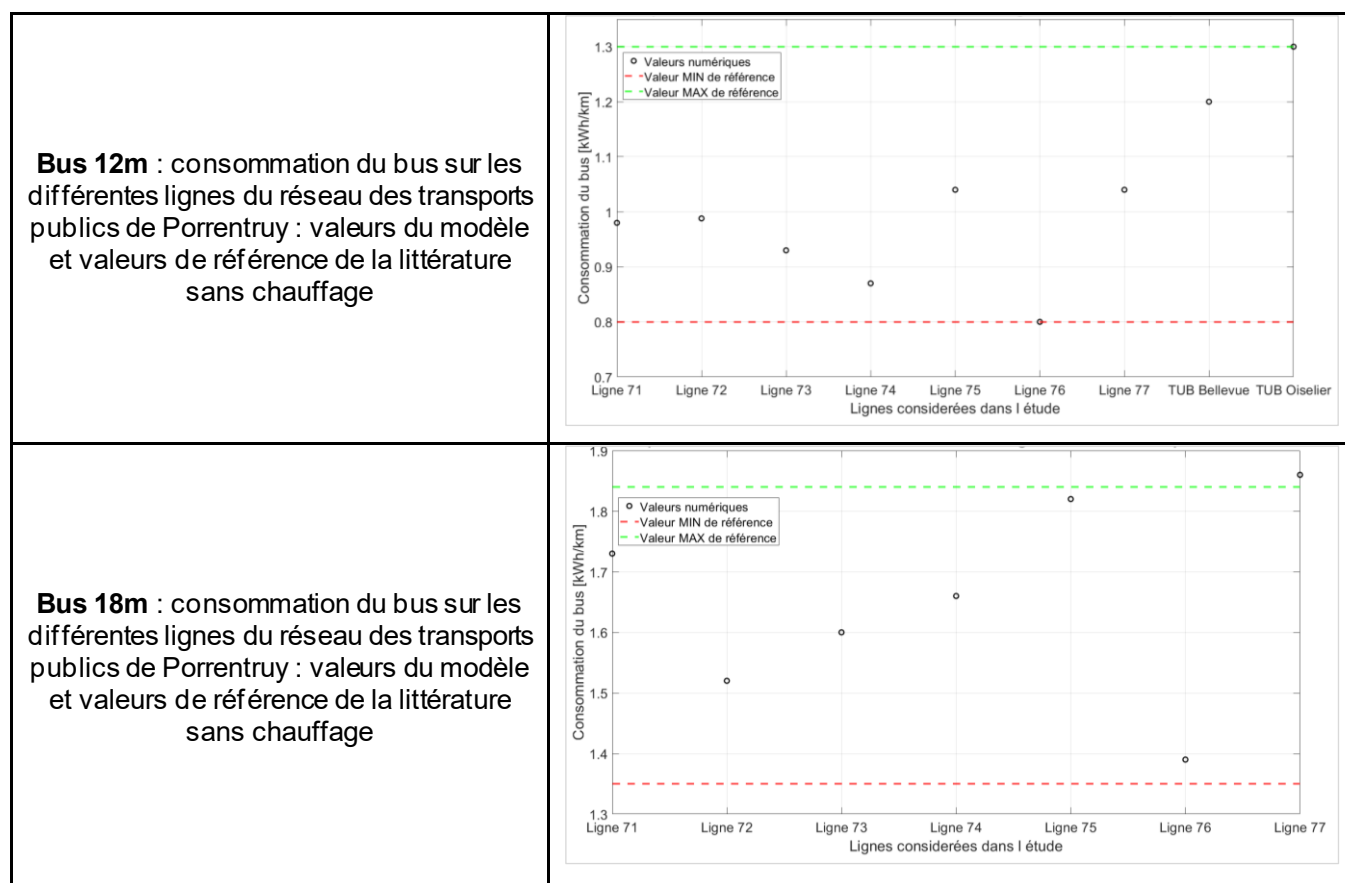 Bus 12m : consommation du bus sur les
différentes lignes du réseau des transports
publics de Porrentruy : valeurs du modèle
et valeurs de référence de la littérature
sans chauffage
Consommation du bus [kWh/km]
1.3
1.2
1.1
1
0.9
0.8
0.7
Valeurs numériques
Valeur MIN de référence
Valeur MAX de référence
Ligne 71 Ligne 72 Ligne 73 Ligne 74 Ligne 75 Ligne 76 Ligne 77 TUB Bellevue TUB Oiselier
Lignes considerées dans l étude
Bus 18m : consommation du bus sur les
différentes lignes du réseau des transports
publics de Porrentruy : valeurs du modèle
et valeurs de référence de la littérature
sans chauffage
Consommation du bus [kWh/km]
1.9
1.8
1.7
1.6
1.5
1.4
1.3
Valeurs numériques
Valeur MIN de référence
Valeur MAX de référence
Ligne 71 Ligne 72 Ligne 73 Ligne 74 Ligne 75 Ligne 76 Ligne 77
Lignes considerées dans l étude